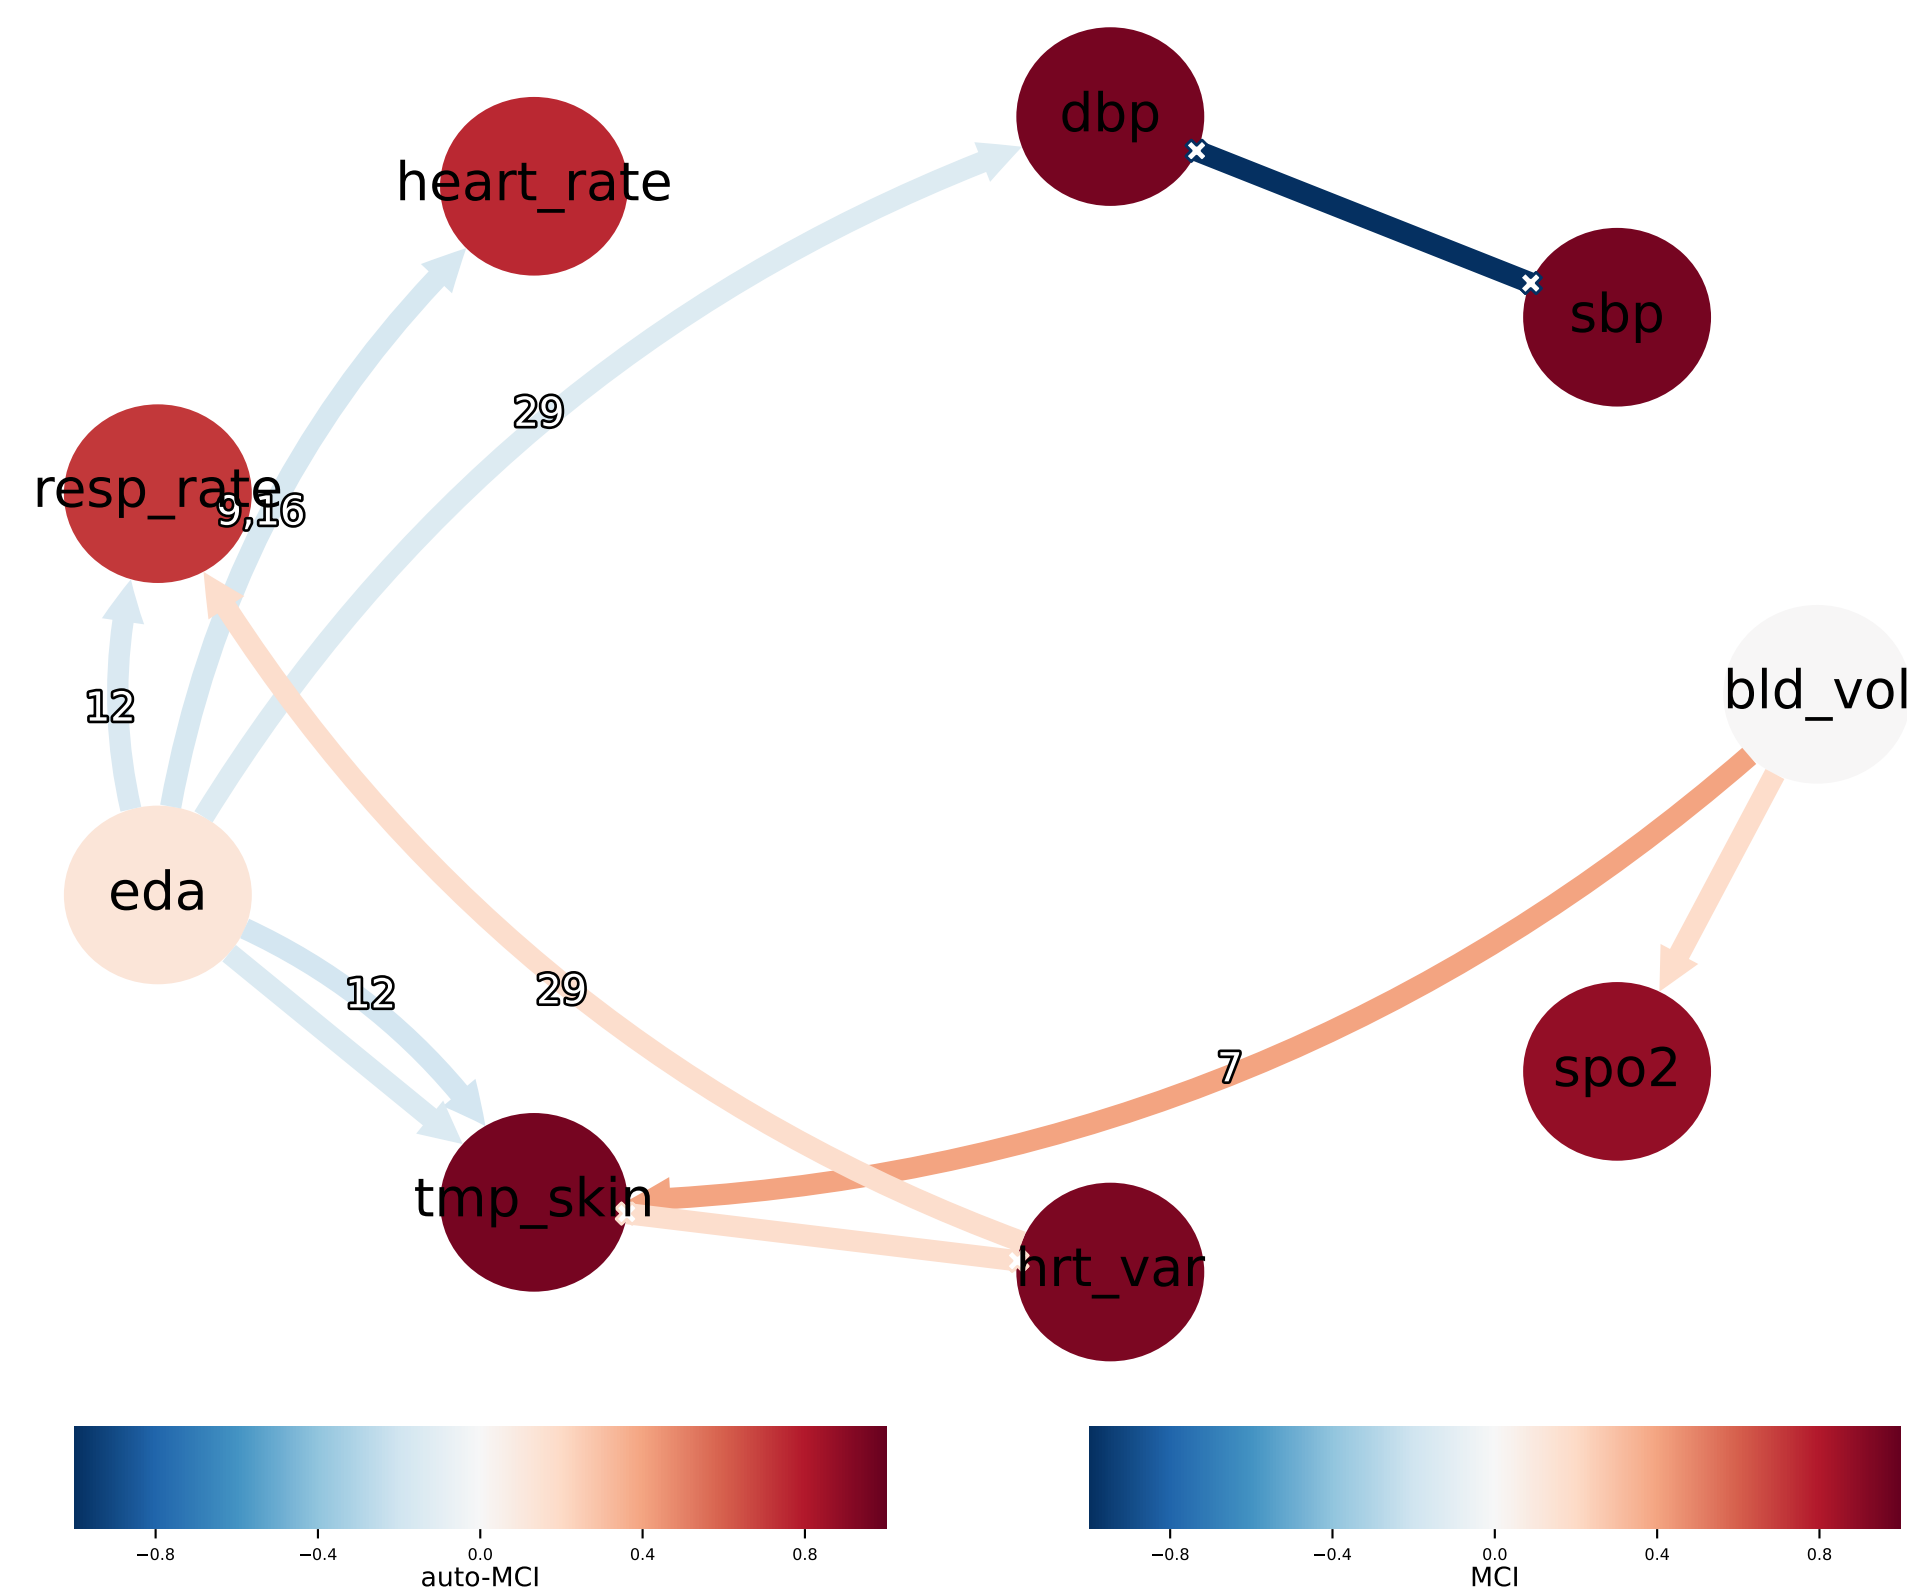 dbp
heart_rate
sbp
29
resp_rate
9,16
bld_vol
12
eda
12
29
7
spo2
tmp_skin
hrt_var
−0.8 −0.4 0.0 0.4 0.8
auto-MCI
−0.8 −0.4 0.0 0.4 0.8
MCI